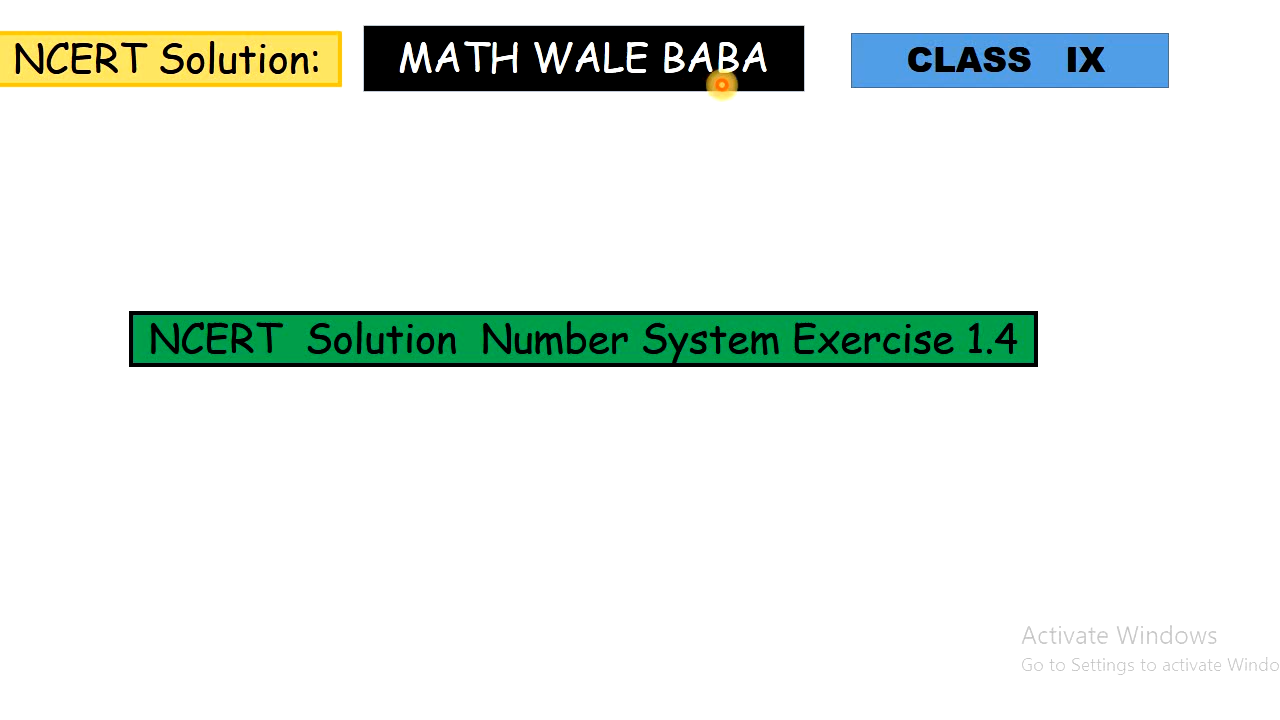 NCERT Solution:
MATH WALE BABA
CLASS IX
NCERT Solution Number System Exercise 1.4
Activate Windows
Go to Settings to activate Windo